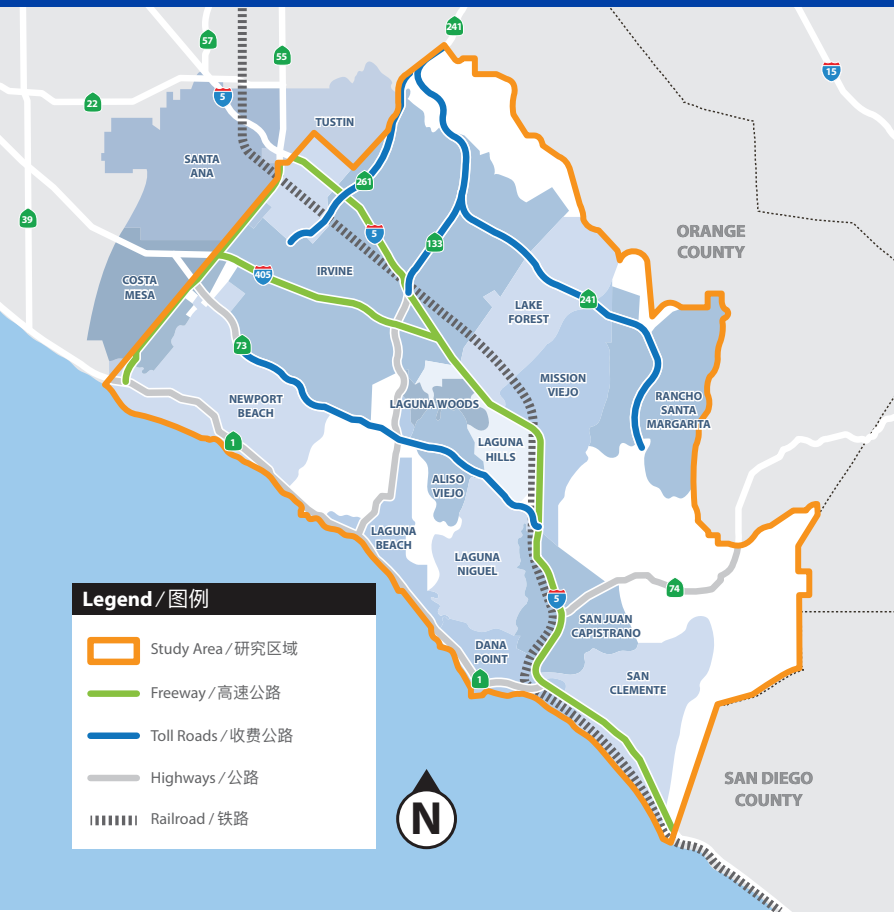 241
57
55
15
5
22
TUSTIN
SANTA
ANA
261
39
5
133
ORANGE
COUNTY
405
IRVINE
COSTA
MESA
241
LAKE
FOREST
73
MISSION
VIEJO
NEWPORT
BEACH
LAGUNA WOODS
RANCHO
SANTA
MARGARITA
1
LAGUNA
HILLS
ALISO
VIEJO
LAGUNA
BEACH
LAGUNA
NIGUEL
74
5
SAN JUAN
CAPISTRANO
DANA
POINT
1
SAN
CLEMENTE
SAN DIEGO
COUNTY
Legend / 图例
Study Area / 研究区域
Freeway / 高速公路
Toll Roads / 收费公路
Highways / 公路
Railroad / 铁路
N